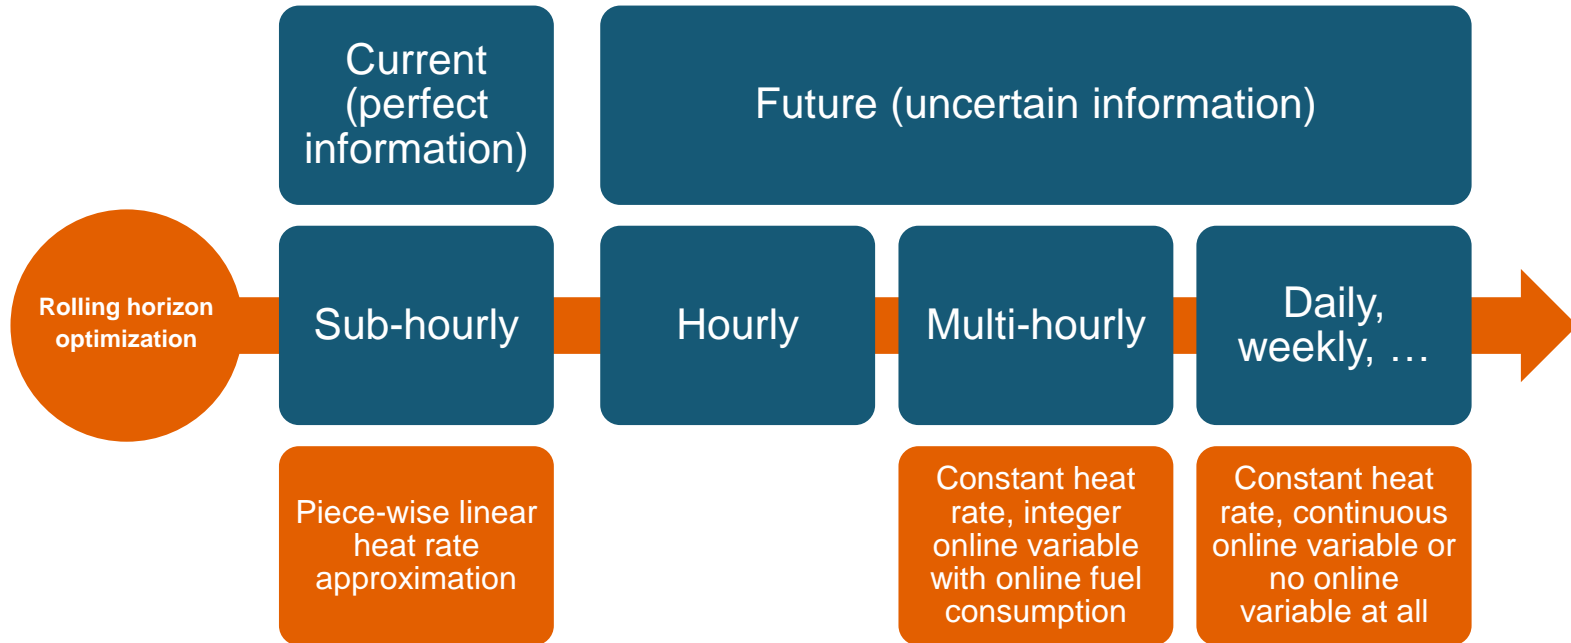 Current
(perfect
information)
Future (uncertain information)
Rolling horizon
optimization
Sub-hourly
Hourly
Multi-hourly
Daily,
weekly, …
Piece-wise linear
heat rate
approximation
Constant heat
rate, integer
online variable
with online fuel
consumption
Constant heat
rate, continuous
online variable or
no online
variable at all